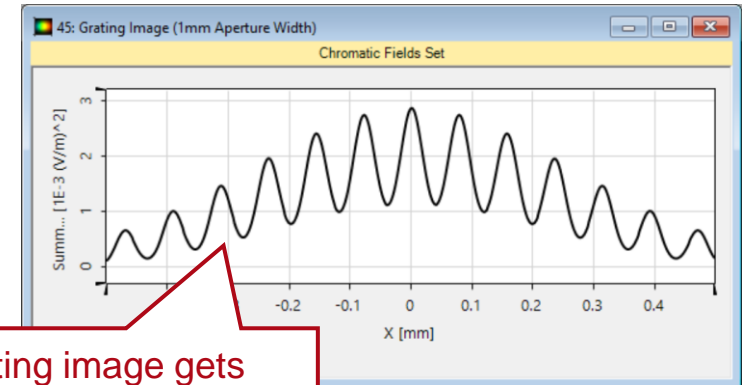 45: Grating Image (1mm Aperture Width)
Chromatic Fields Set
Summ... [1E-3 (V/m)^2]
3
2
1
0
-0.2 -0.1 0 0.1 0.2 0.3 0.4
X [mm]
ting image gets